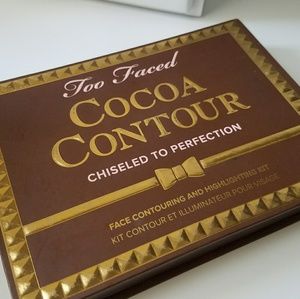 Too Faced
COCOA
CONTOUR
CHISELED TO PERFECTION
FACE CONTOURING AND HIGHLIGHTING KIT
KIT CONTOUR ET ILLUMINATEUR POUR VISAGE